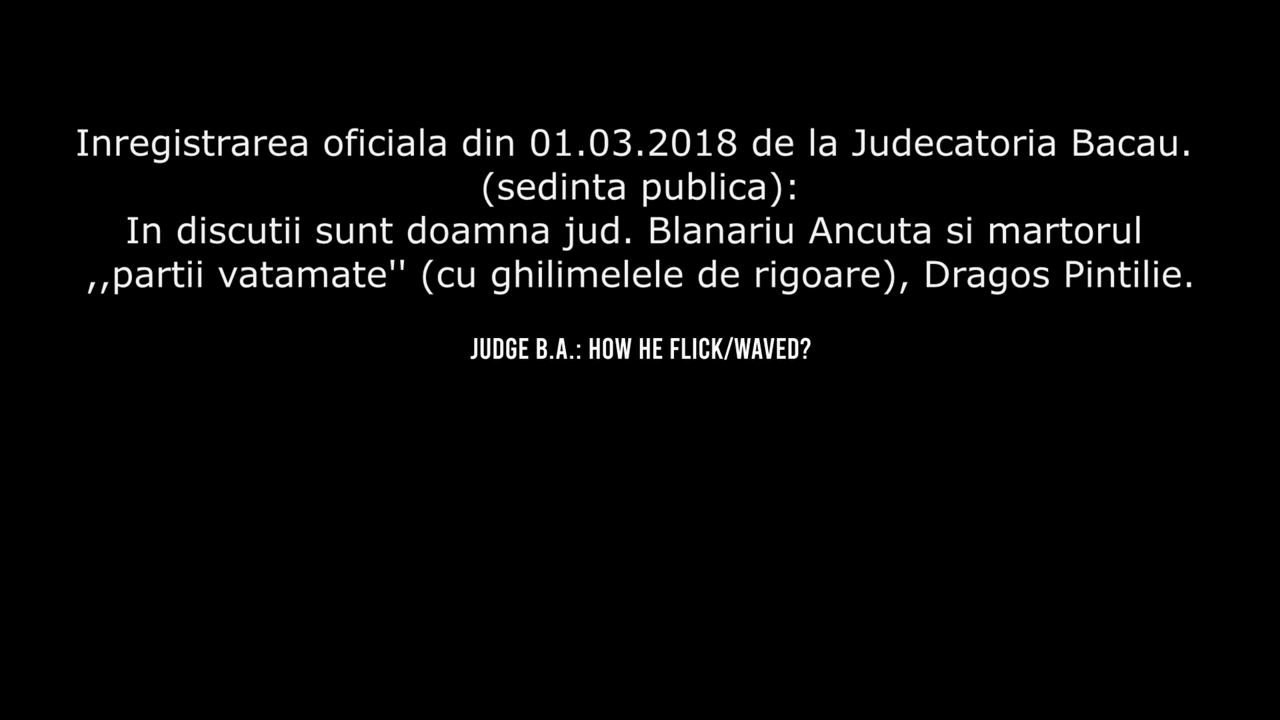 Inregistrarea oficiala din 01.03.2018 de la Judecatoria Bacau.
(sedinta publica):
In discutii sunt doamna jud. Blanariu Ancuta si martorul
,,partii vatamate'' (cu ghilimelele de rigoare), Dragos Pintilie.
JUDGE B.A.: HOW HE FLICK/WAVED?